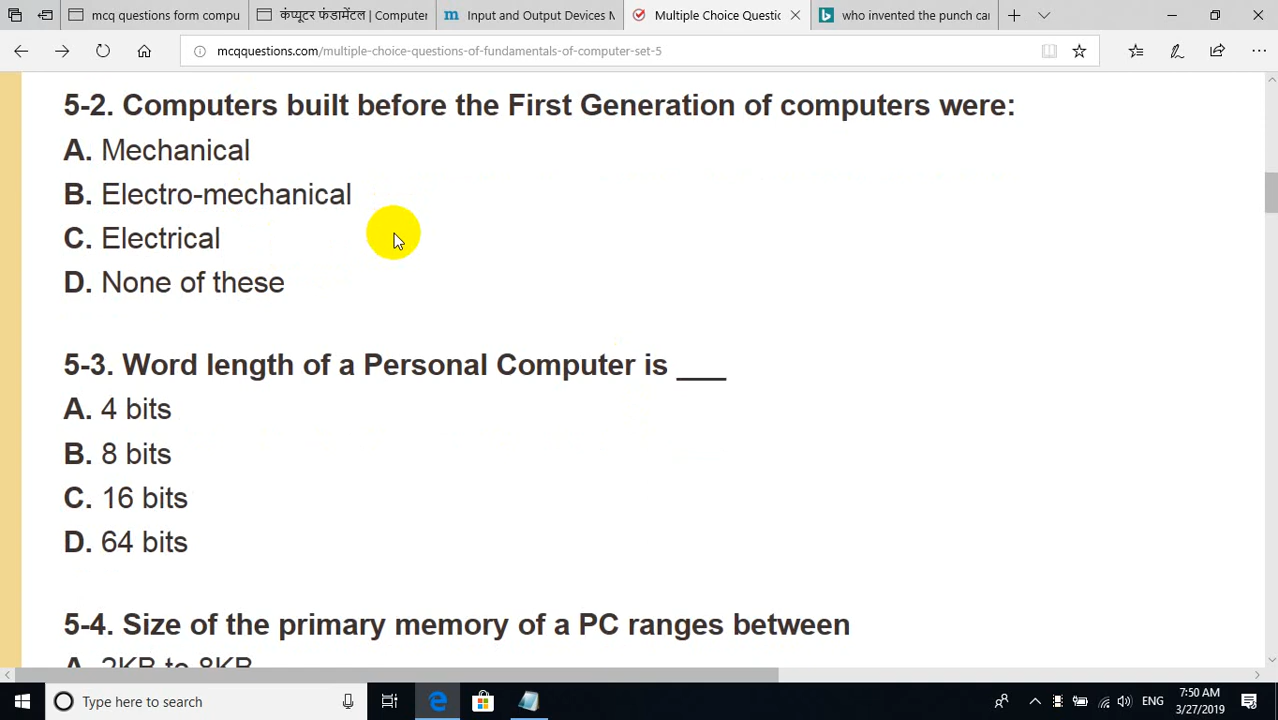 mcq questions form compu
कंप्यूटर फंडामेंटल | Computer
Input and Output Devices M
Multiple Choice Questic
who invented the punch car
mcqquestions.com/multiple-choice-questions-of-fundamentals-of-computer-set-5
5-2. Computers built before the First Generation of computers were:
A. Mechanical
B. Electro-mechanical
C. Electrical
D. None of these
5-3. Word length of a Personal Computer is ___
A. 4 bits
B. 8 bits
C. 16 bits
D. 64 bits
5-4. Size of the primary memory of a PC ranges between
A. 2KB to 8KB
Type here to search
ENG
7:50 AM
3/27/2019